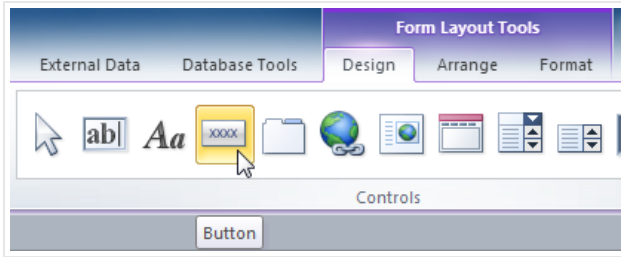 Form Layout Tools
External Data Database Tools Design Arrange Format
ab| Aa XXXX
Controls
Button